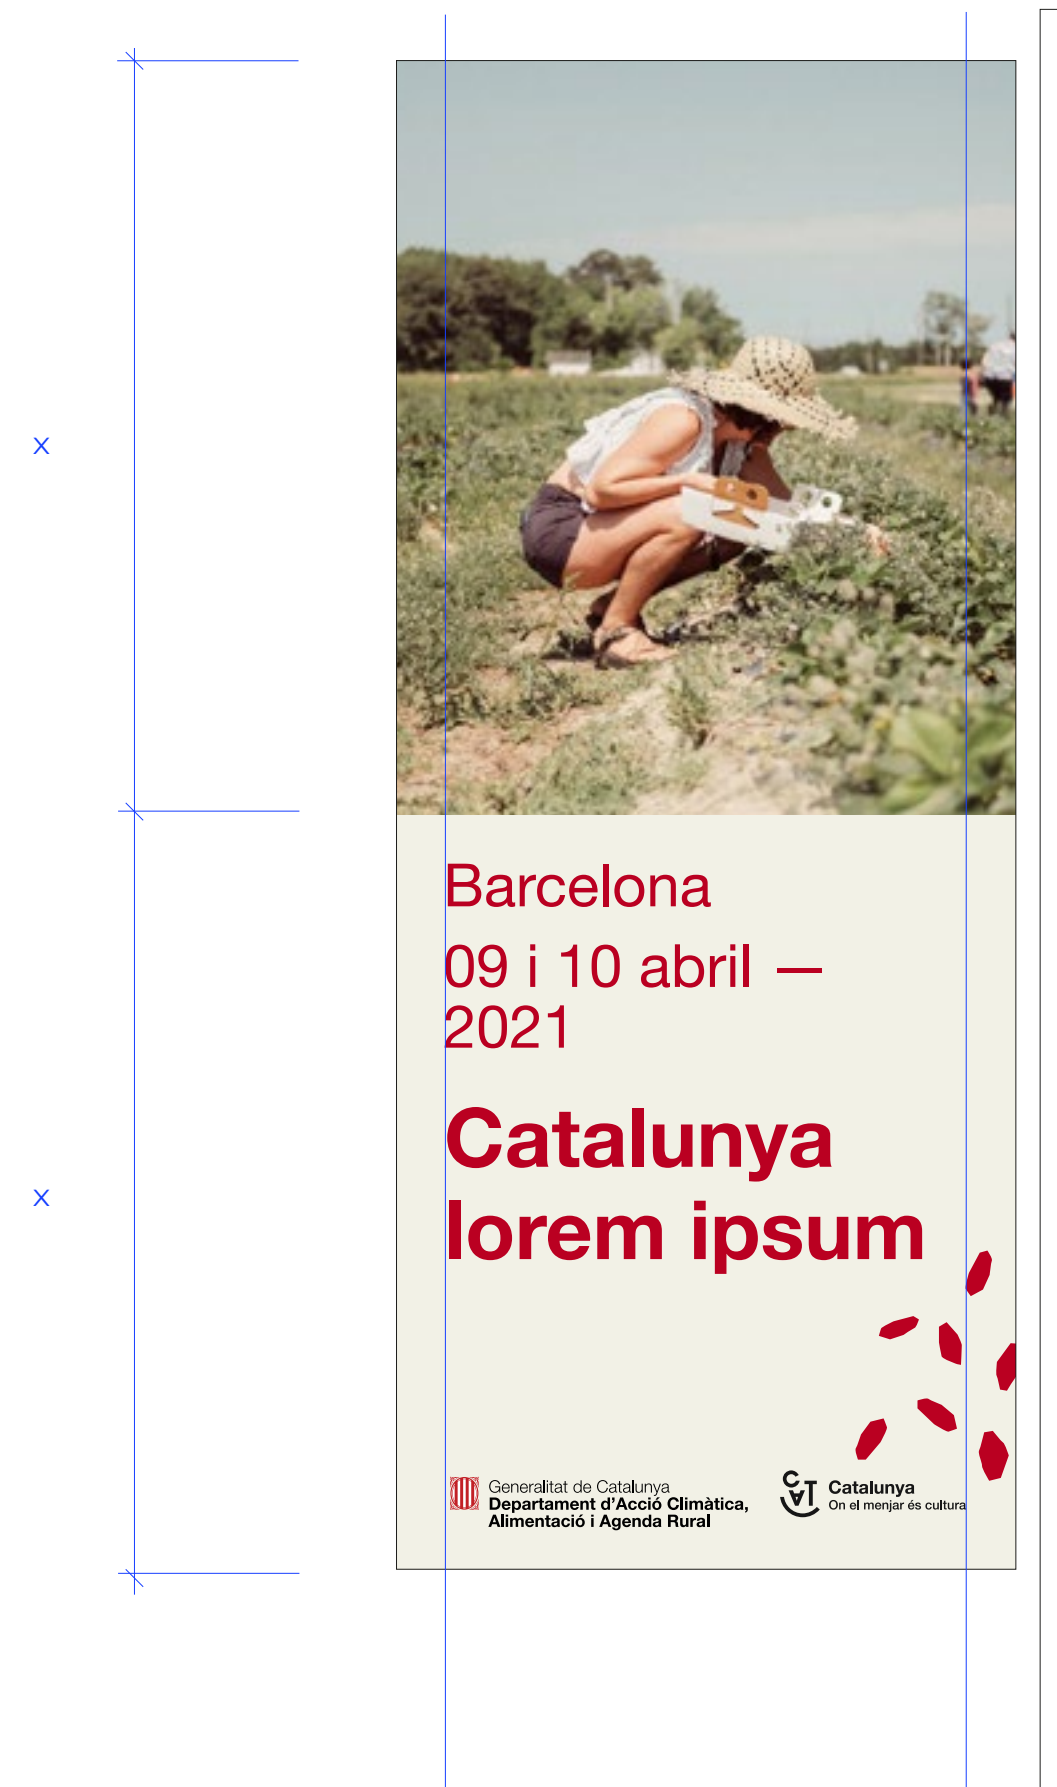 X
Barcelona
09 i 10 abril —
2021
Catalunya
lorem ipsum
X
Generalitat de Catalunya
Departament d'Acció Climàtica,
Alimentació i Agenda Rural
CAT
Catalunya
On el menjar és cultura